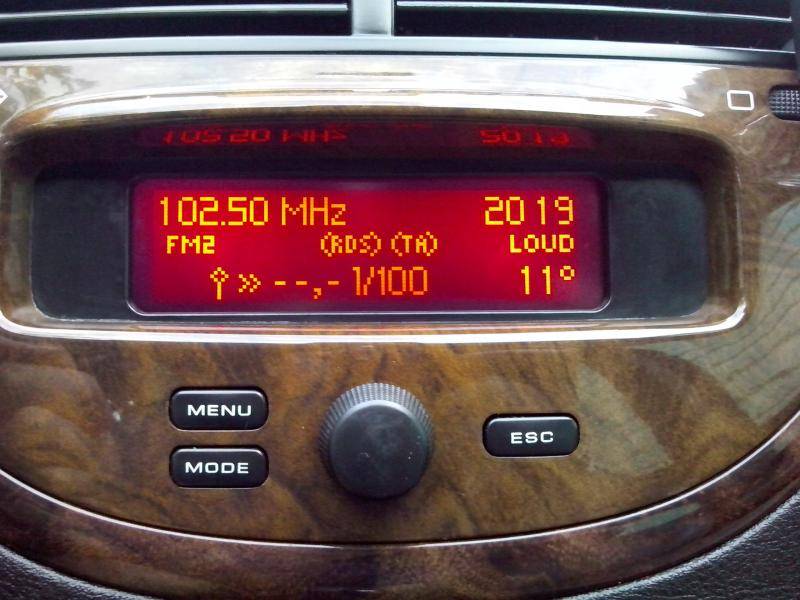 102.50 MHz 2019
FM2 (RDS) (TA) LOUD
--,- 1/100 11°
MENU
MODE
ESC